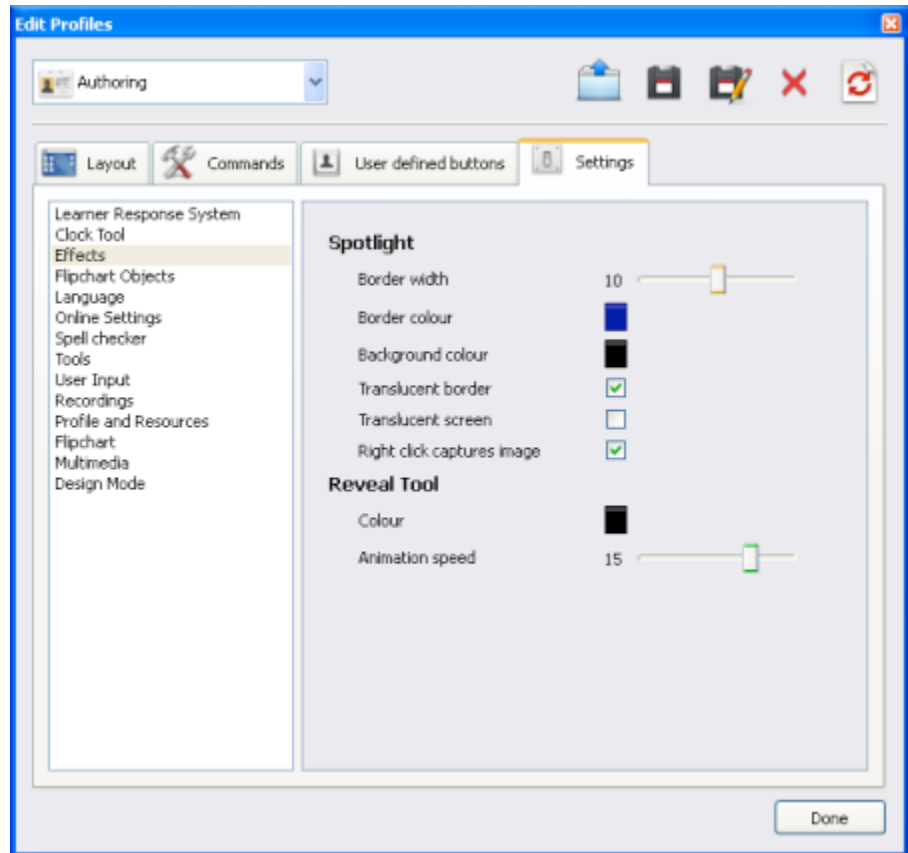 Edit Profiles
Authoring
Layout
Commands
User defined buttons
Settings
Learner Response System
Clock Tool
Effects
Flipchart Objects
Language
Online Settings
Spell checker
Tools
User Input
Recordings
Profile and Resources
Flipchart
Multimedia
Design Mode
Spotlight
Border width 10
Border colour
Background colour
Translucent border
Translucent screen
Right click captures image
Reveal Tool
Colour
Animation speed 15
Done